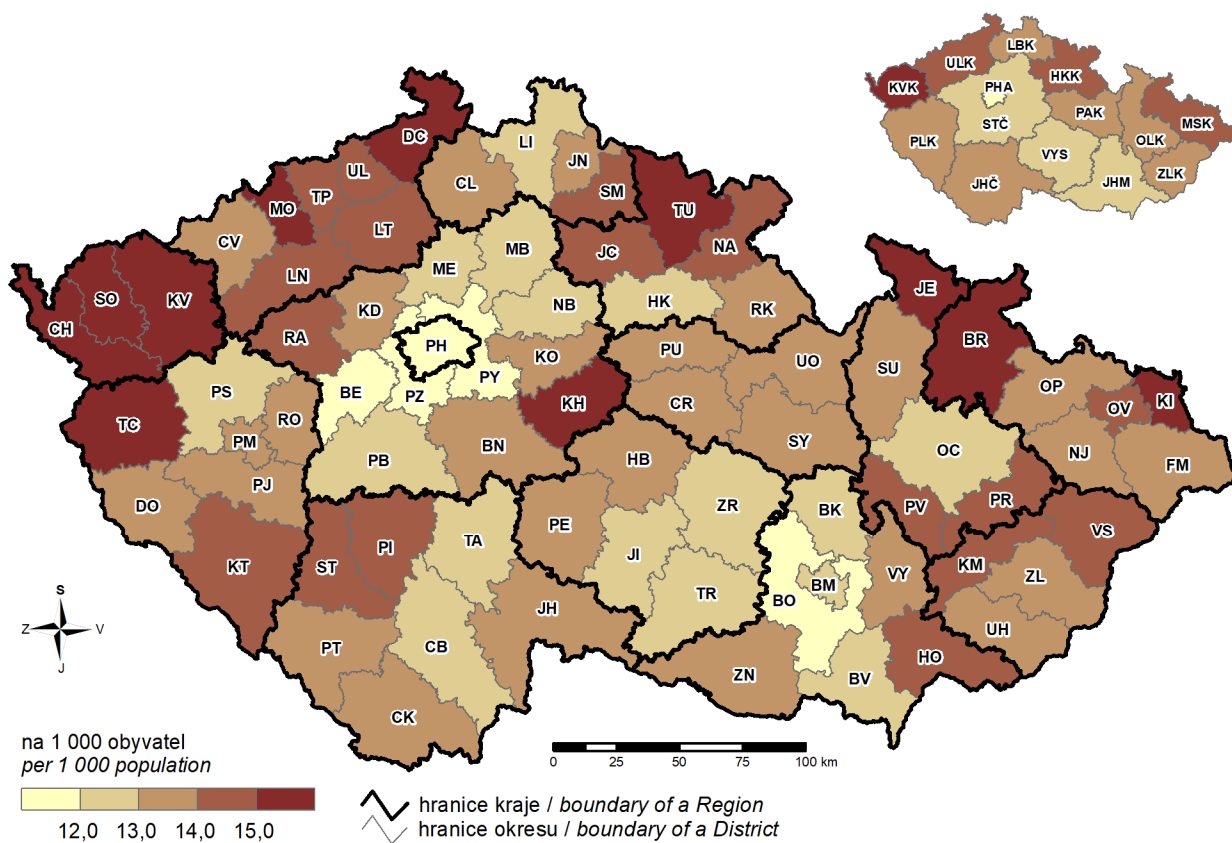 LBK
ULK
HKK
KVK
PHA
PAK
MSK
STČ
PLK
OLK
VYS
ZLK
JHČ
JHM
DC
LI
UL
JN
TP
CL
MO
SM
TU
LT
CV
MB
NA
JC
ME
LN
SO
KV
JE
NB
HK
KD
RK
CH
RA
BR
PH
PU
KO
UO
SU
PY
OP
PS
BE
PZ
KH
CR
OV
KI
RO
TC
PM
BN
SY
OC
NJ
PB
HB
FM
PJ
DO
PR
ZR
BK
PV
PE
VS
PI
TA
JI
KT
ST
KM
VY
ZL
BM
TR
BO
JH
UH
PT
CB
HO
ZN
BV
CK
S
Z V
J
na 1 000 obyvatel
per 1 000 population
12,0 13,0 14,0 15,0
0 25 50 75 100 km
hranice kraje / boundary of a Region
hranice okresu / boundary of a District